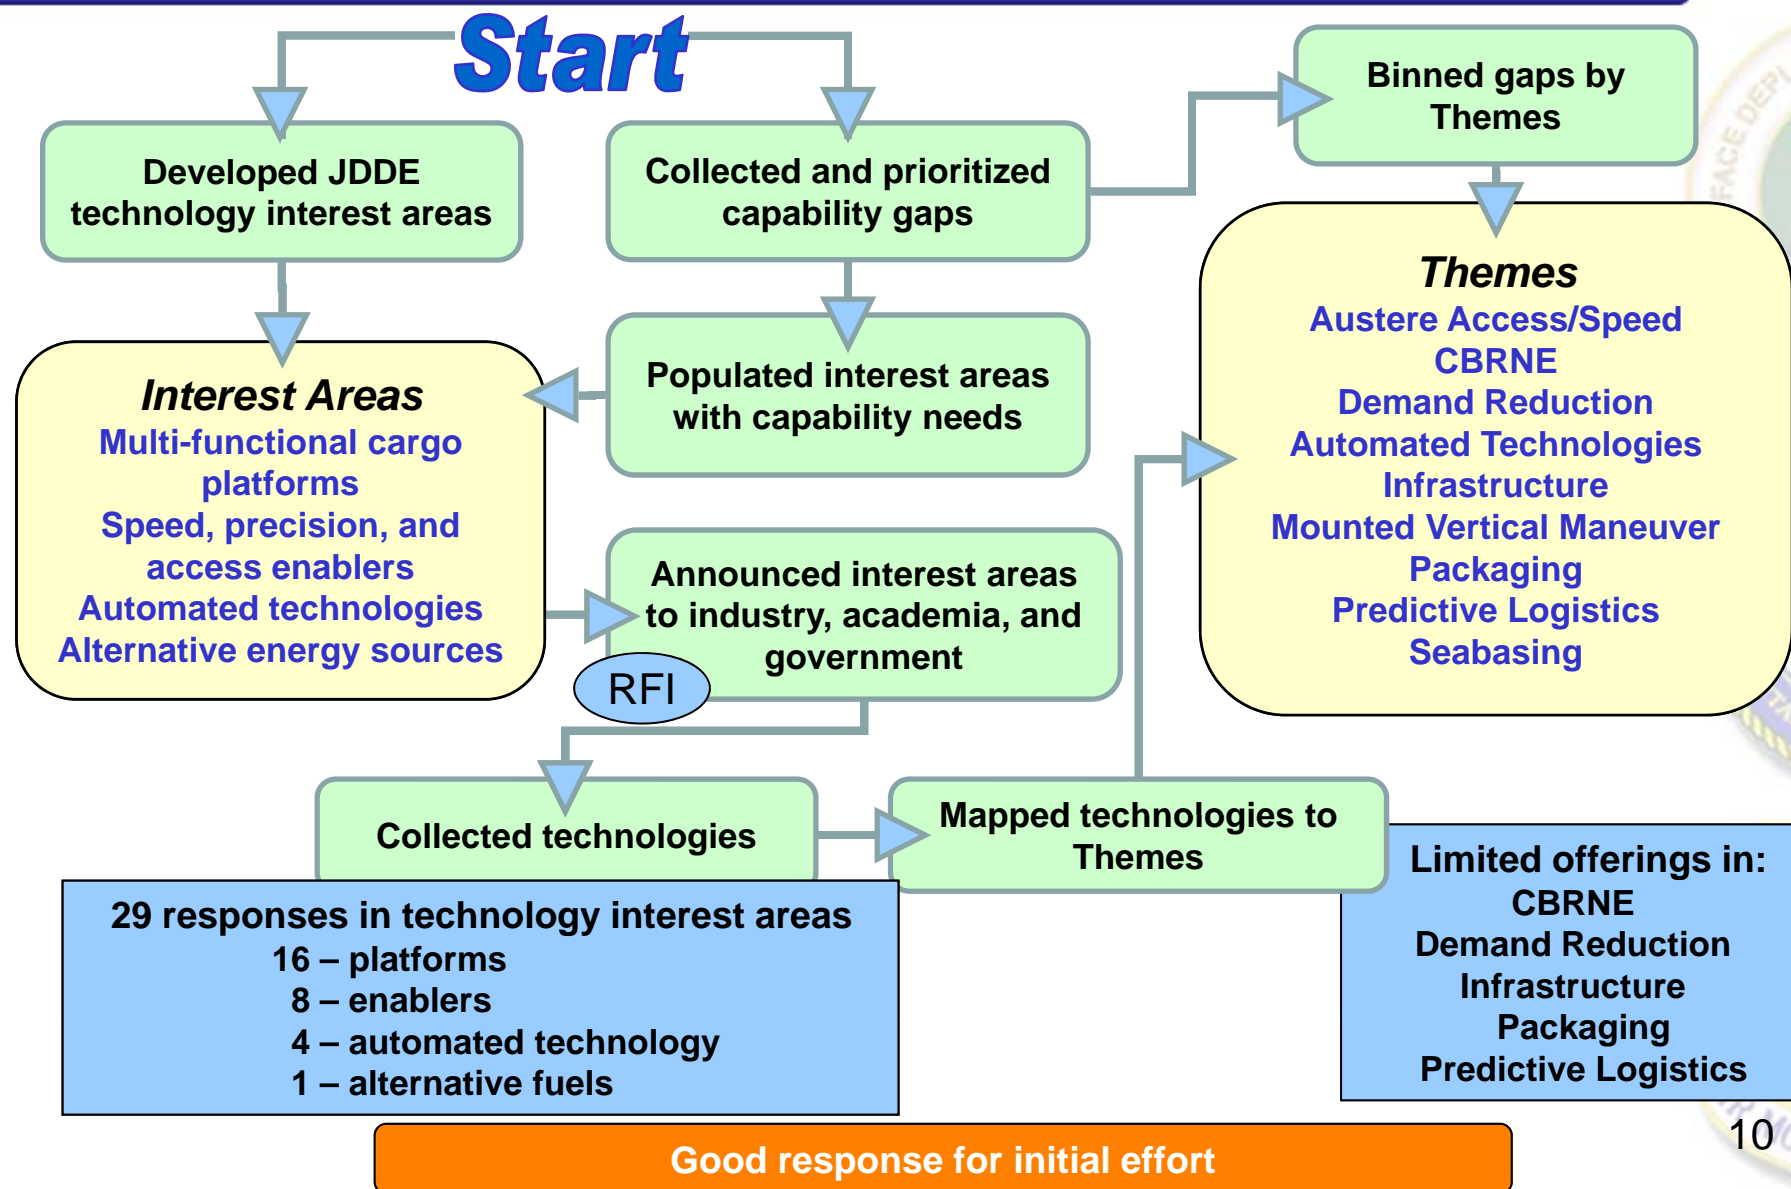 Start
Developed JDDE
technology interest areas
Collected and prioritized
capability gaps
Binned gaps by
Themes
Interest Areas
Multi-functional cargo
platforms
Speed, precision, and
access enablers
Automated technologies
Alternative energy sources
Populated interest areas
with capability needs
Themes
Austere Access/Speed
CBRNE
Demand Reduction
Automated Technologies
Infrastructure
Mounted Vertical Maneuver
Packaging
Predictive Logistics
Seabasing
Announced interest areas
to industry, academia, and
government
RFI
Collected technologies
Mapped technologies to
Themes
29 responses in technology interest areas
16 – platforms
8 – enablers
4 – automated technology
1 – alternative fuels
Limited offerings in:
CBRNE
Demand Reduction
Infrastructure
Packaging
Predictive Logistics
Good response for initial effort
10